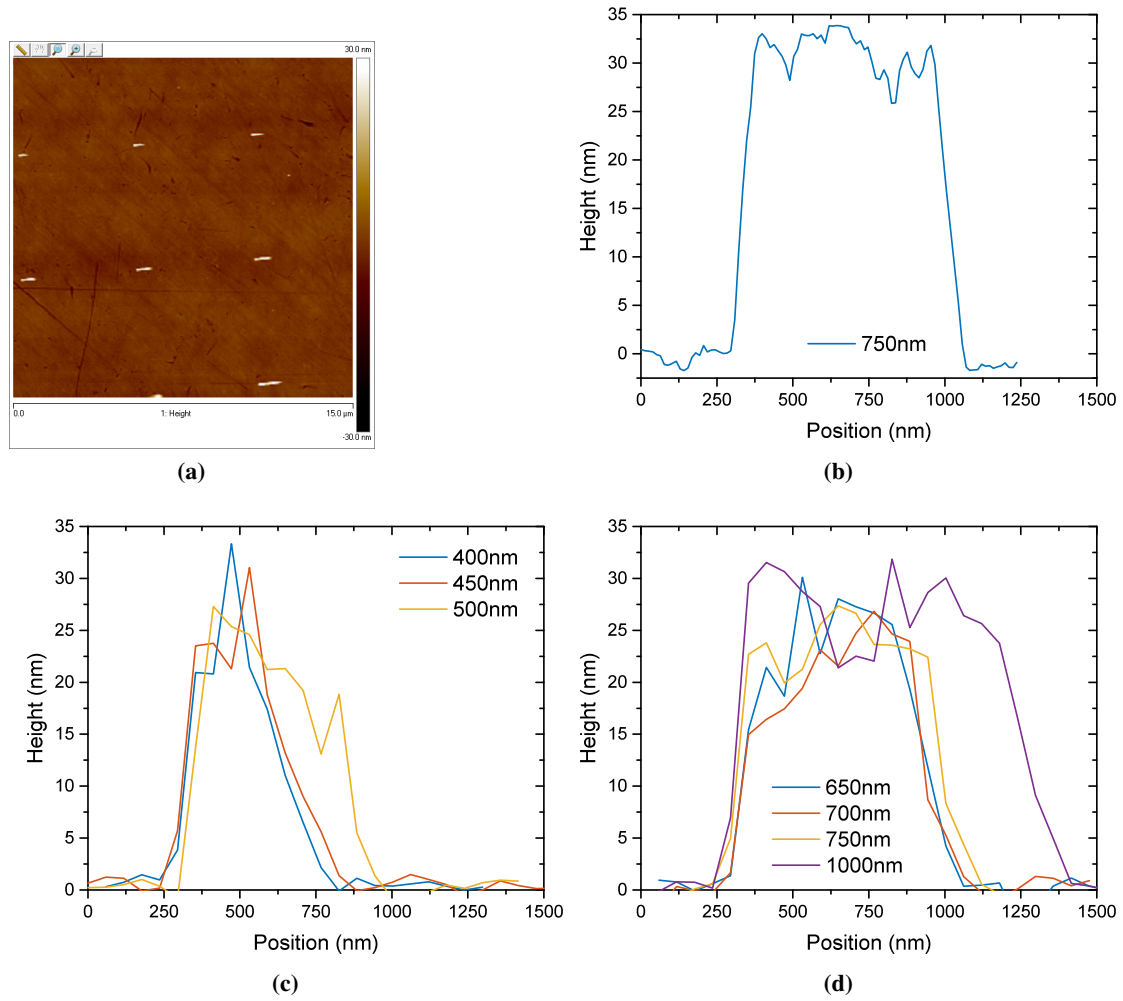 30.0 nm
0.0
1: Height
15.0 µm
-30.0 nm
(a)
35
30
25
20
15
10
5
0
Height (nm)
750nm
0
250
500
750
1000
1250
1500
Position (nm)
(b)
35
30
25
20
15
10
5
0
Height (nm)
400nm
450nm
500nm
0
250
500
750
1000
1250
1500
Position (nm)
(c)
35
30
25
20
15
10
5
0
Height (nm)
650nm
700nm
750nm
1000nm
0
250
500
750
1000
1250
1500
Position (nm)
(d)